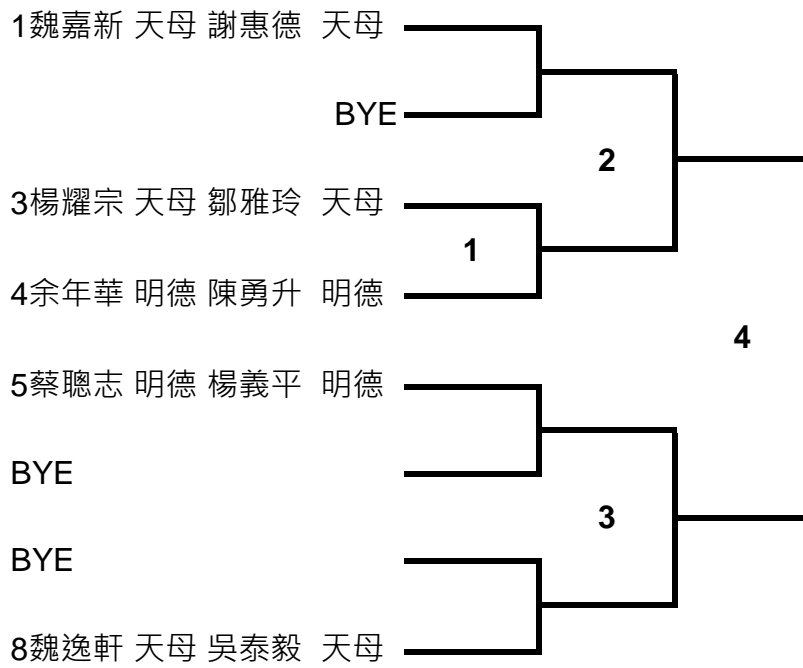 1魏嘉新 天母 謝惠德 天母
BYE
2
3楊耀宗 天母 鄒雅玲 天母
1
4余年華 明德 陳勇升 明德
4
5蔡聰志 明德 楊義平 明德
BYE
3
BYE
8魏逸軒 天母 吳泰毅 天母